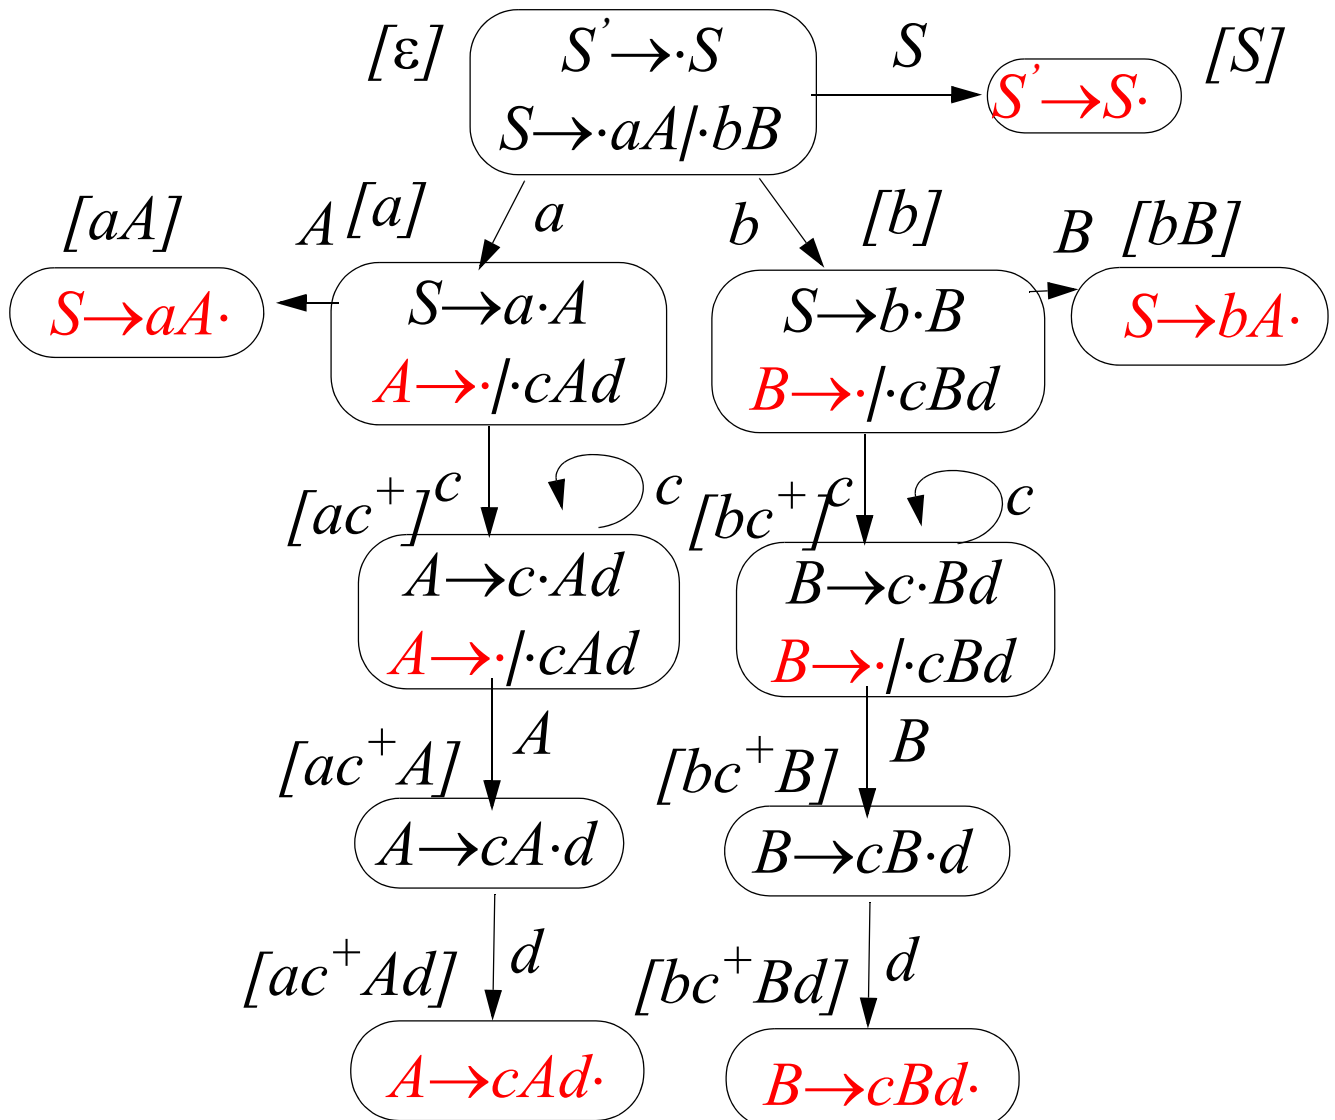 [ε]
S'→·S
S→·aA/·bB
S
[S]
S'→S·
[aA]
A
[a]
a
b
[b]
B
[bB]
S→aA·
S→a·A
A→·/·cAd
S→b·B
B→·/·cBd
S→bA·
[ac⁺]
c
c
[bc⁺]
c
c
A→c·Ad
A→·/·cAd
B→c·Bd
B→·/·cBd
[ac⁺A]
A
[bc⁺B]
B
A→cA·d
B→cB·d
[ac⁺Ad]
d
[bc⁺Bd]
d
A→cAd·
B→cBd·